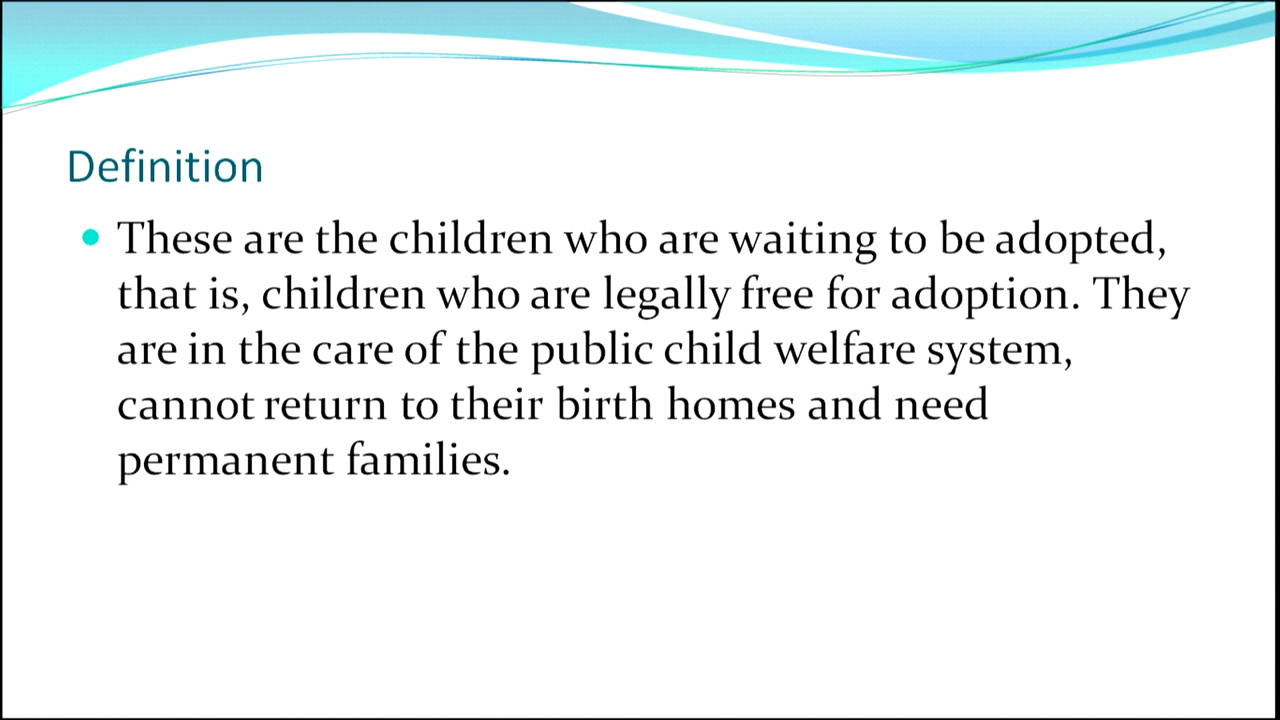 Definition
These are the children who are waiting to be adopted,
that is, children who are legally free for adoption. They
are in the care of the public child welfare system,
cannot return to their birth homes and need
permanent families.